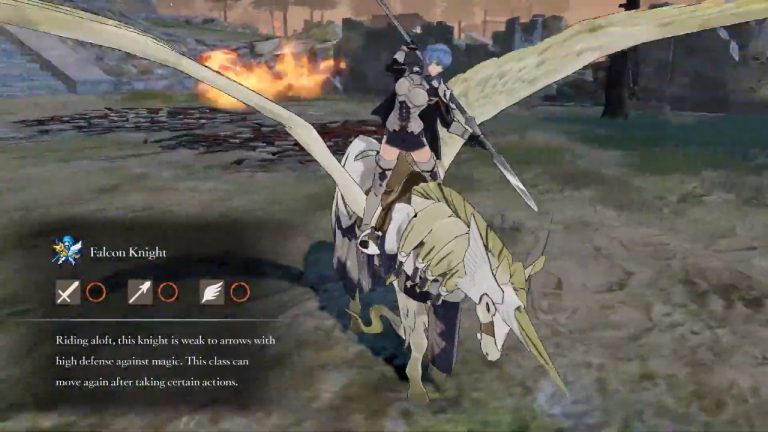 Falcon Knight
Riding aloft, this knight is weak to arrows with
high defense against magic. This class can
move again after taking certain actions.